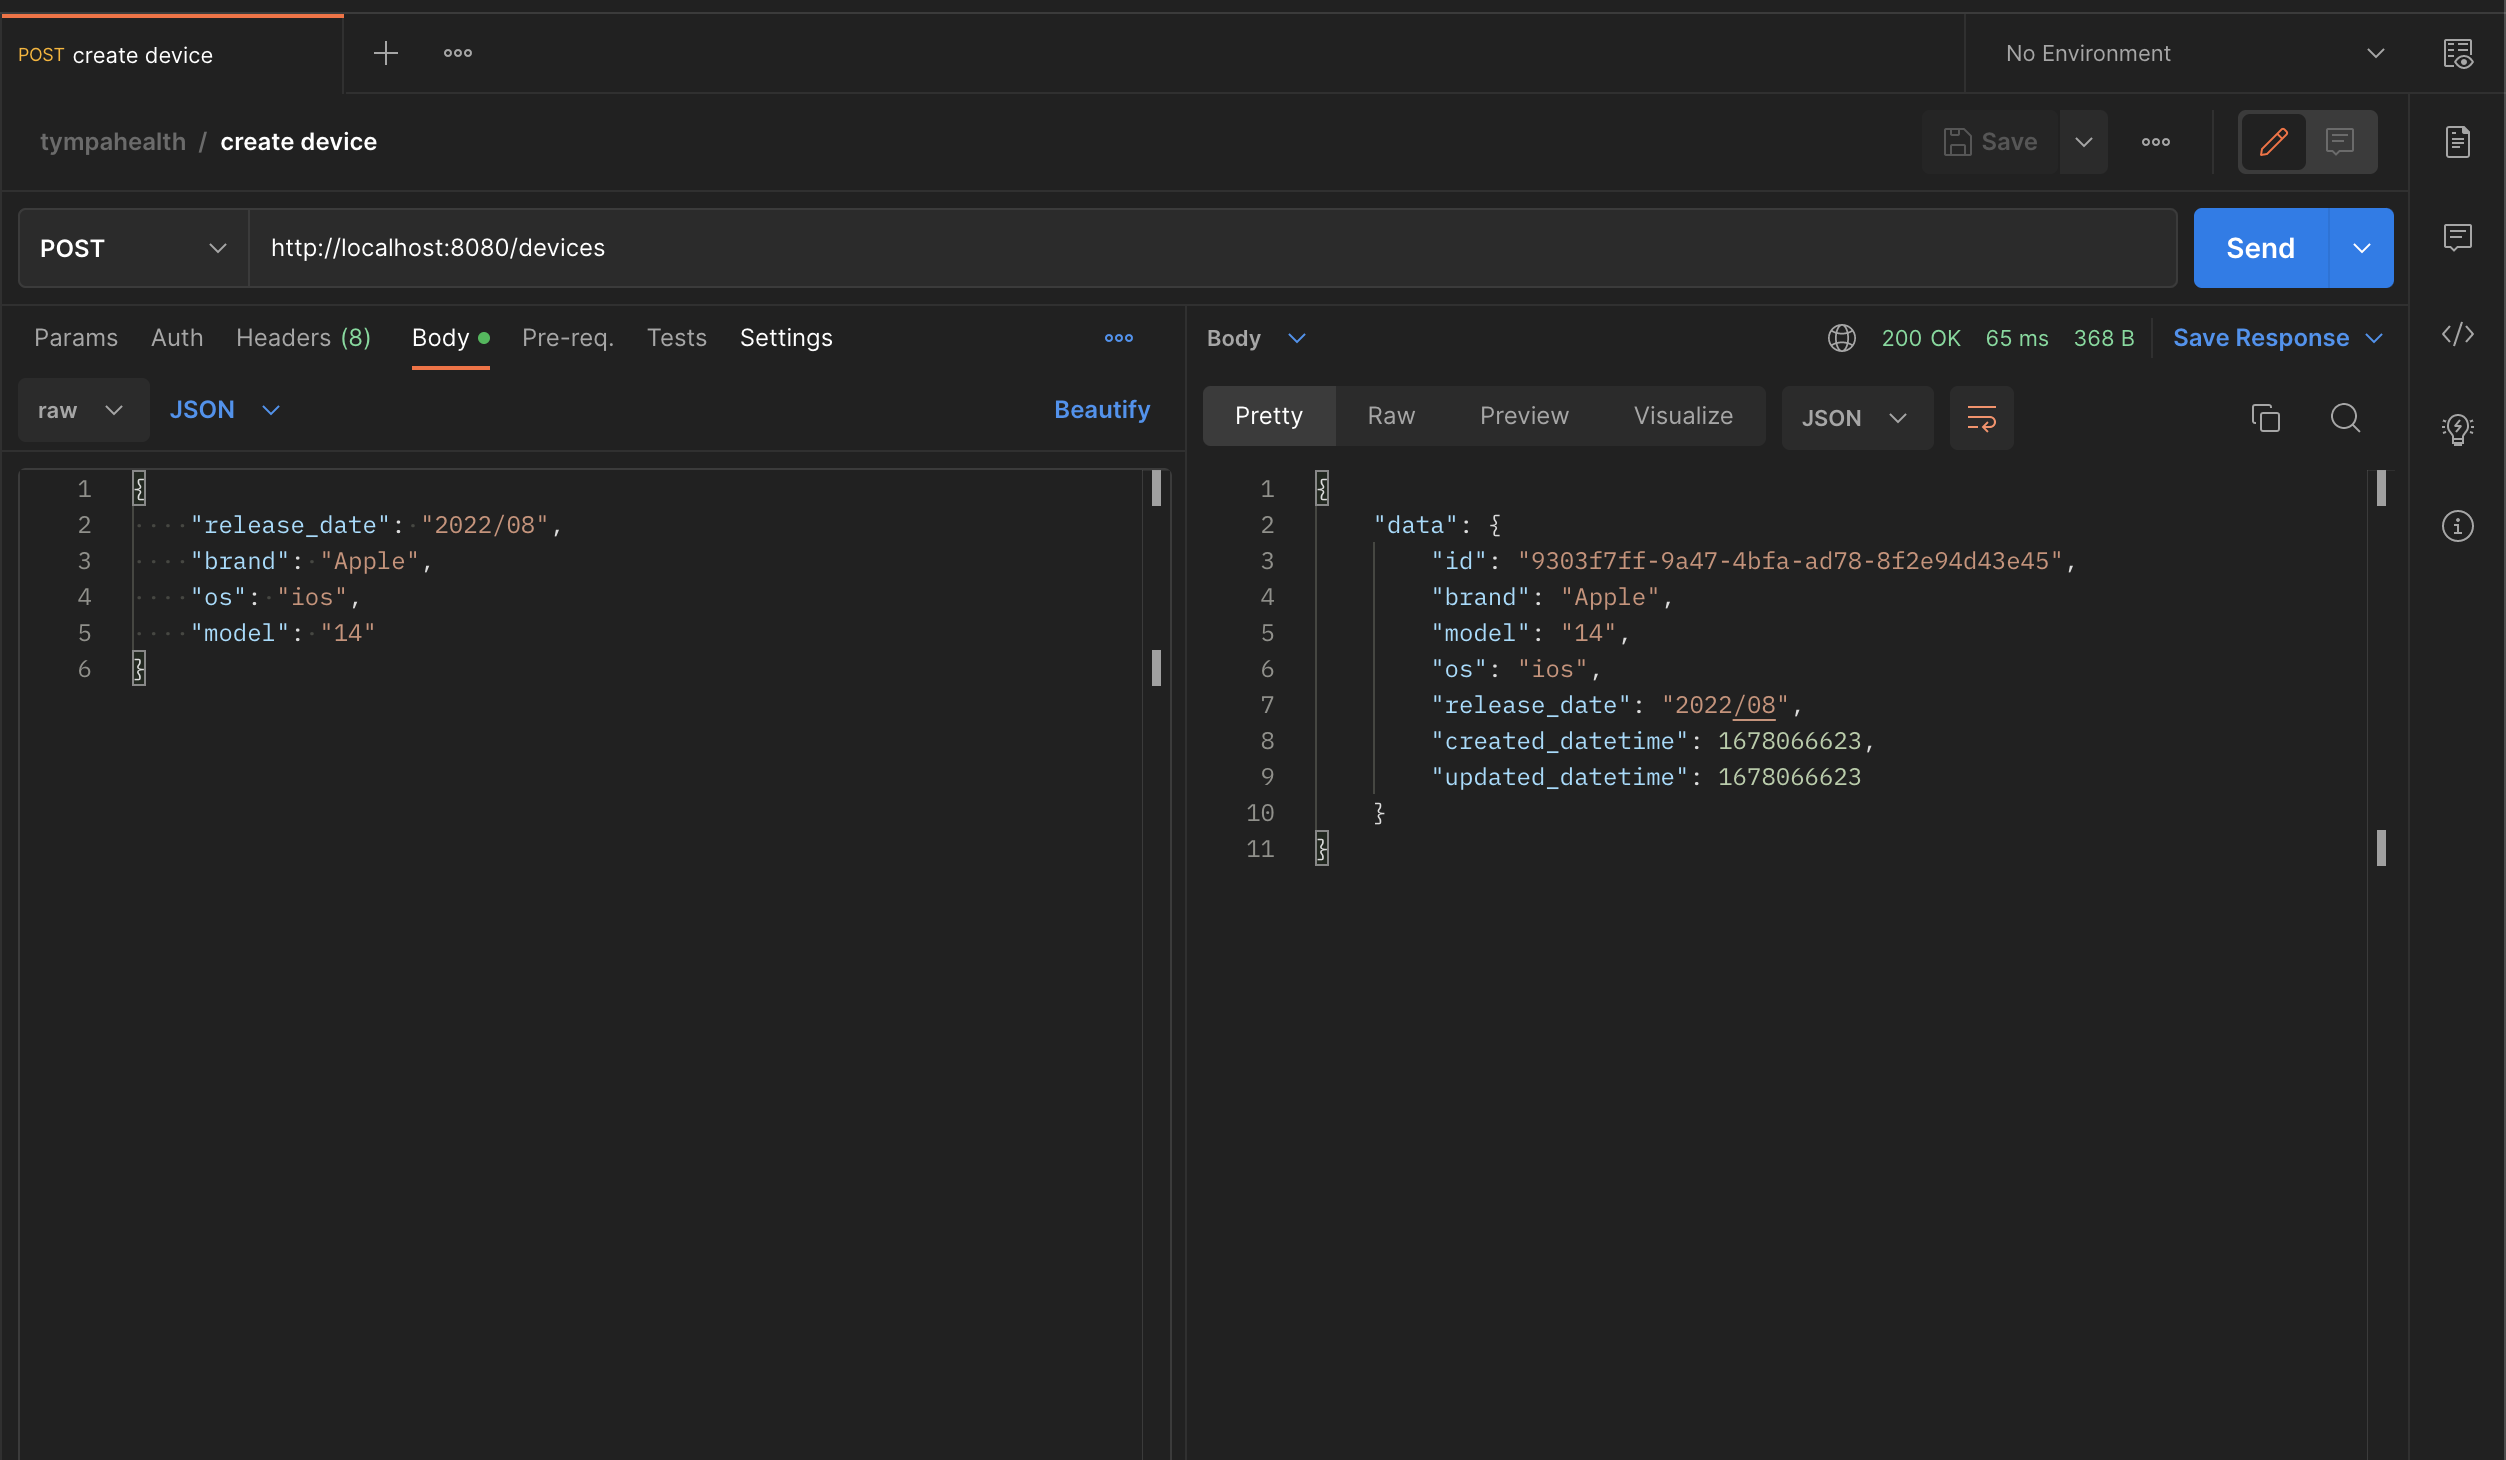 POST create device
No Environment
tympahealth / create device
Save
POST
http://localhost:8080/devices
Send
Params Auth Headers (8) Body Pre-req. Tests Settings
raw JSON Beautify
1 {
2 "release_date": "2022/08",
3 "brand": "Apple",
4 "os": "ios",
5 "model": "14"
6 }
Body 200 OK 65 ms 368 B Save Response
Pretty Raw Preview Visualize JSON
1 {
2 "data": {
3 "id": "9303f7ff-9a47-4bfa-ad78-8f2e94d43e45",
4 "brand": "Apple",
5 "model": "14",
6 "os": "ios",
7 "release_date": "2022/08",
8 "created_datetime": 1678066623,
9 "updated_datetime": 1678066623
10 }
11 }